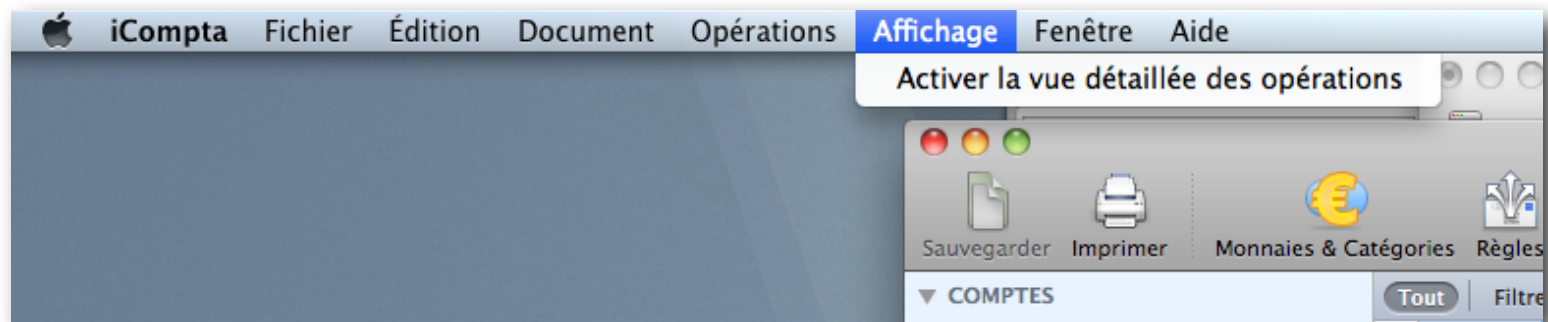 iCompta Fichier Édition Document Opérations Affichage Fenêtre Aide
Activer la vue détaillée des opérations
Sauvegarder Imprimer Monnaies & Catégories Règles
COMPTES Tout Filtre